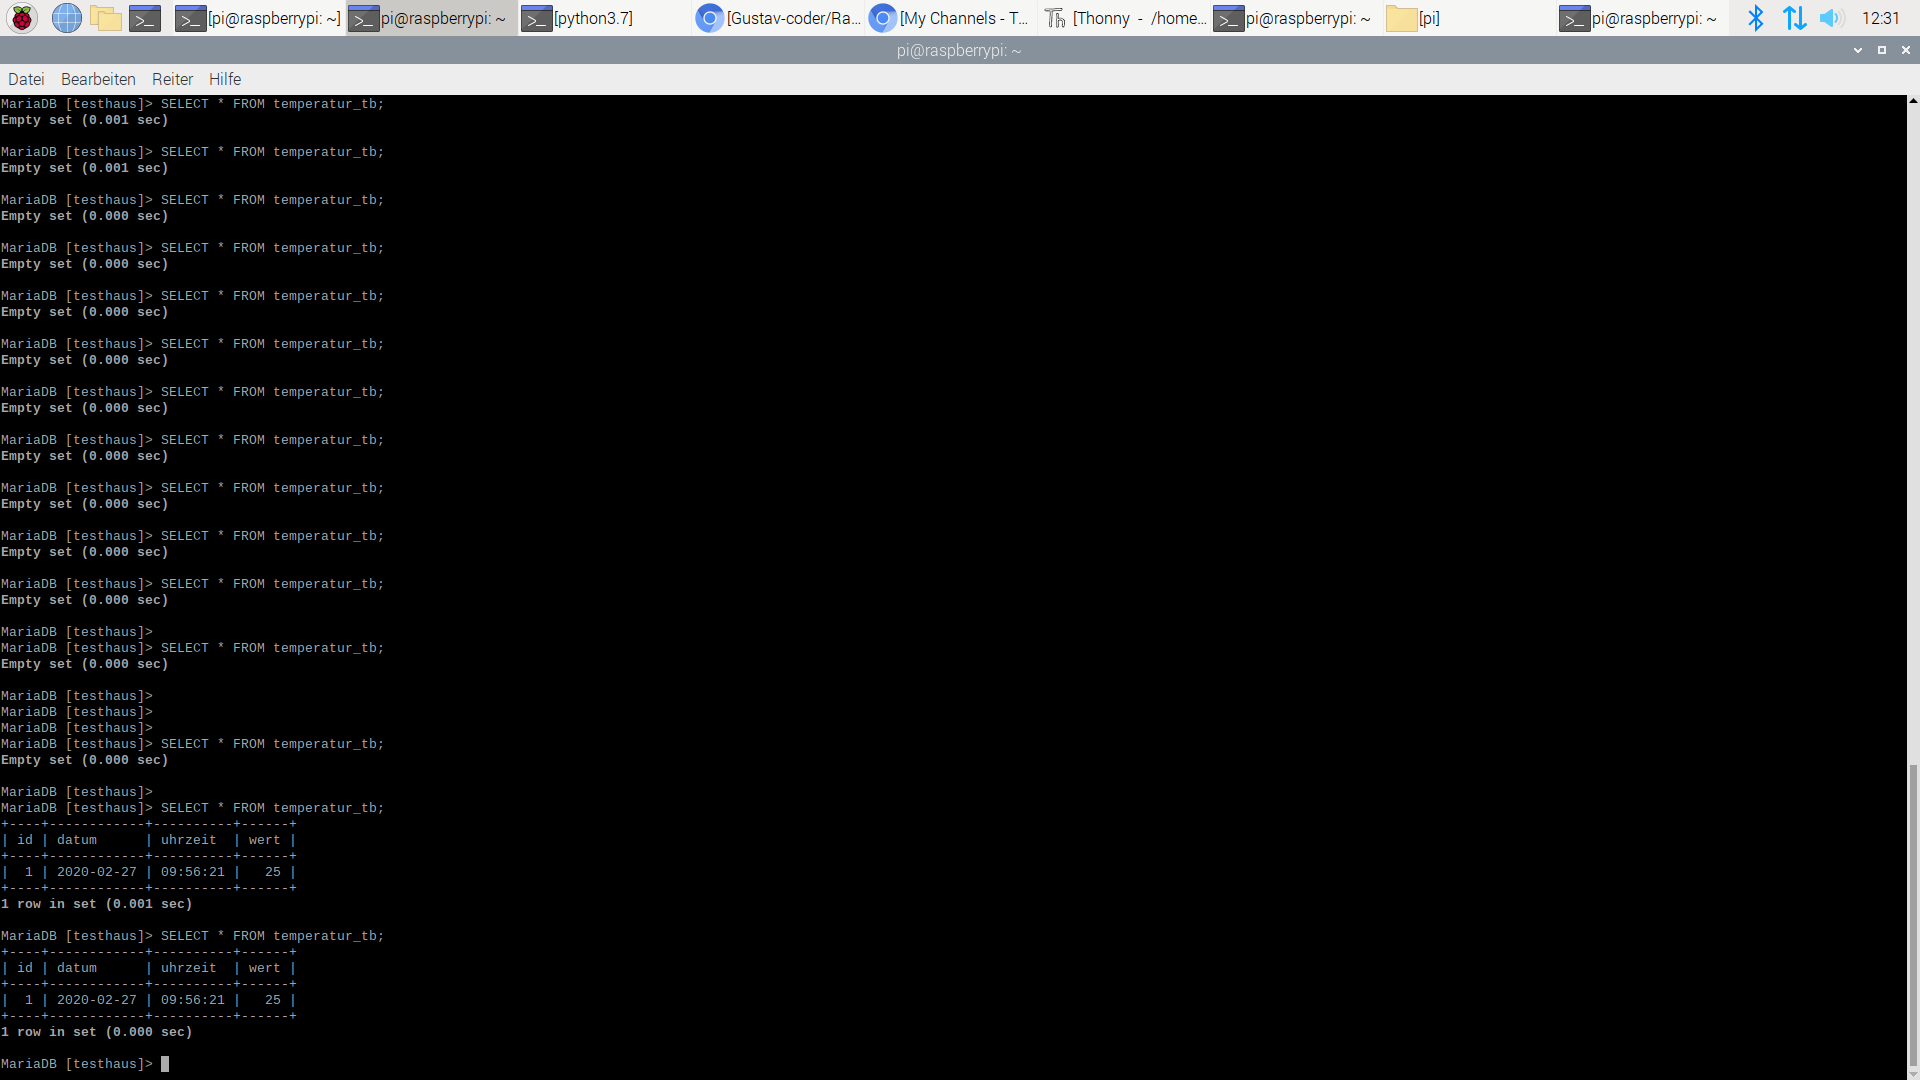 [pi@raspberrypi: ~] pi@raspberrypi: ~ [python3.7] [Gustav-coder/Ra... [My Channels - T... [Thonny - /home... pi@raspberrypi: ~ [pi] pi@raspberrypi: ~ 12:31
pi@raspberrypi: ~
Datei Bearbeiten Reiter Hilfe
MariaDB [testhaus]> SELECT * FROM temperatur_tb;
Empty set (0.001 sec)
MariaDB [testhaus]> SELECT * FROM temperatur_tb;
Empty set (0.001 sec)
MariaDB [testhaus]> SELECT * FROM temperatur_tb;
Empty set (0.000 sec)
MariaDB [testhaus]> SELECT * FROM temperatur_tb;
Empty set (0.000 sec)
MariaDB [testhaus]> SELECT * FROM temperatur_tb;
Empty set (0.000 sec)
MariaDB [testhaus]> SELECT * FROM temperatur_tb;
Empty set (0.000 sec)
MariaDB [testhaus]> SELECT * FROM temperatur_tb;
Empty set (0.000 sec)
MariaDB [testhaus]> SELECT * FROM temperatur_tb;
Empty set (0.000 sec)
MariaDB [testhaus]> SELECT * FROM temperatur_tb;
Empty set (0.000 sec)
MariaDB [testhaus]> SELECT * FROM temperatur_tb;
Empty set (0.000 sec)
MariaDB [testhaus]> SELECT * FROM temperatur_tb;
Empty set (0.000 sec)
MariaDB [testhaus]>
MariaDB [testhaus]> SELECT * FROM temperatur_tb;
Empty set (0.000 sec)
MariaDB [testhaus]>
MariaDB [testhaus]>
MariaDB [testhaus]>
MariaDB [testhaus]> SELECT * FROM temperatur_tb;
Empty set (0.000 sec)
MariaDB [testhaus]>
MariaDB [testhaus]> SELECT * FROM temperatur_tb;
+----+------------+----------+------+
| id | datum      | uhrzeit  | wert |
+----+------------+----------+------+
|  1 | 2020-02-27 | 09:56:21 |   25 |
+----+------------+----------+------+
1 row in set (0.001 sec)
MariaDB [testhaus]> SELECT * FROM temperatur_tb;
+----+------------+----------+------+
| id | datum      | uhrzeit  | wert |
+----+------------+----------+------+
|  1 | 2020-02-27 | 09:56:21 |   25 |
+----+------------+----------+------+
1 row in set (0.000 sec)
MariaDB [testhaus]>